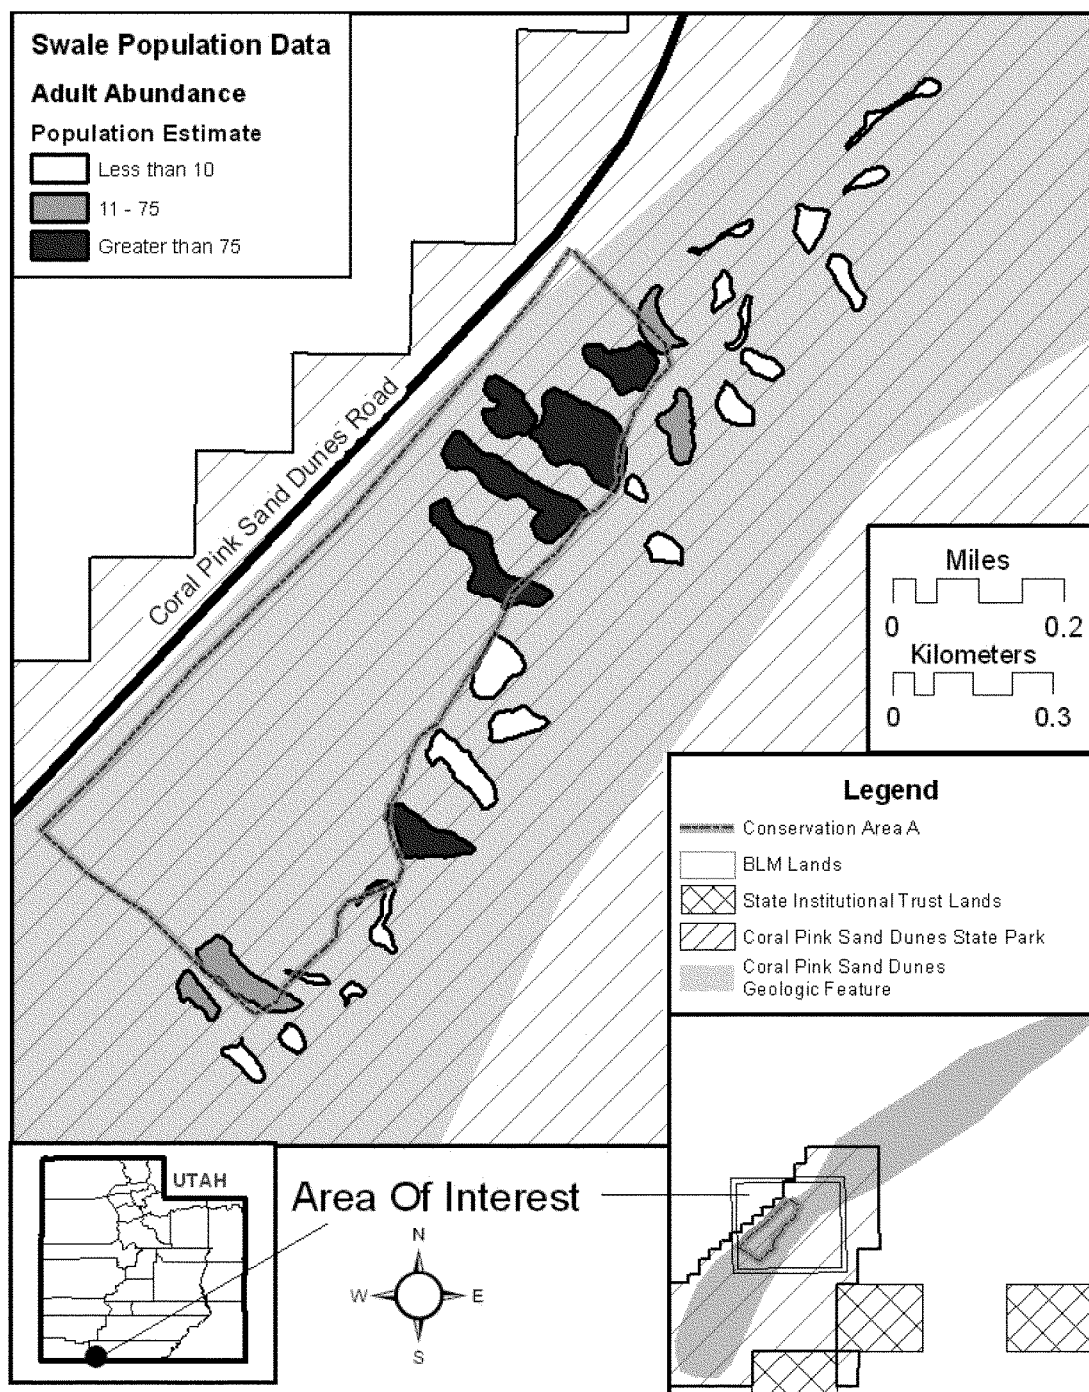 Swale Population Data
Adult Abundance
Population Estimate
Less than 10
11 - 75
Greater than 75
Coral Pink Sand Dunes Road
Miles
0
0.2
Kilometers
0
0.3
Legend
Conservation Area A
BLM Lands
State Institutional Trust Lands
Coral Pink Sand Dunes State Park
Coral Pink Sand Dunes
Geologic Feature
UTAH
Area Of Interest
N
W
E
S